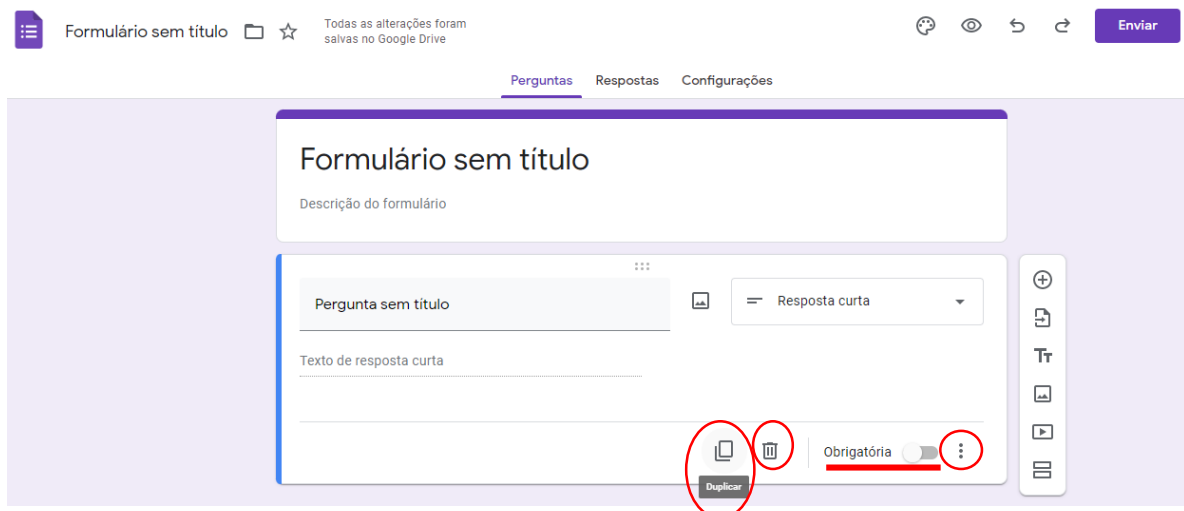 Formulário sem título
Todas as alterações foram
salvas no Google Drive
Enviar
Perguntas Respostas Configurações
Formulário sem título
Descrição do formulário
Pergunta sem título
Resposta curta
Texto de resposta curta
Obrigatória
Duplicar
Tт